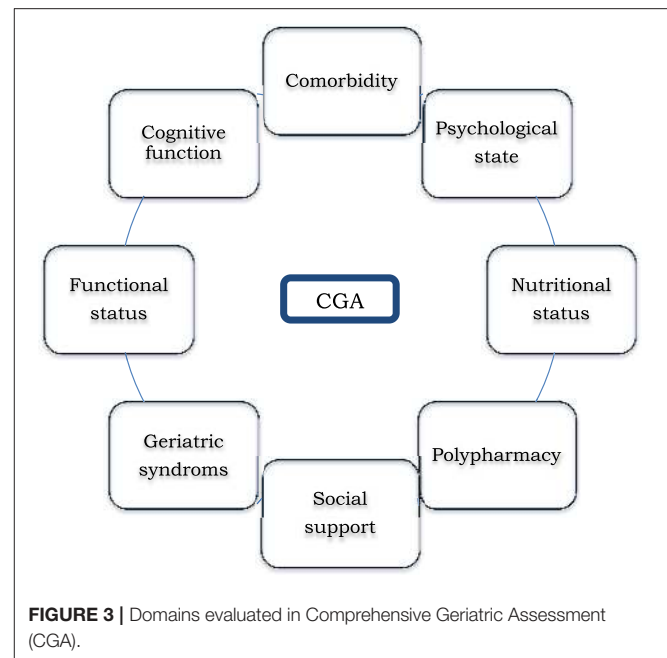 Comorbidity
Psychological
state
Nutritional
status
Polypharmacy
Social
support
Geriatric
syndroms
Functional
status
Cognitive
function
CGA
FIGURE 3 | Domains evaluated in Comprehensive Geriatric Assessment
(CGA).